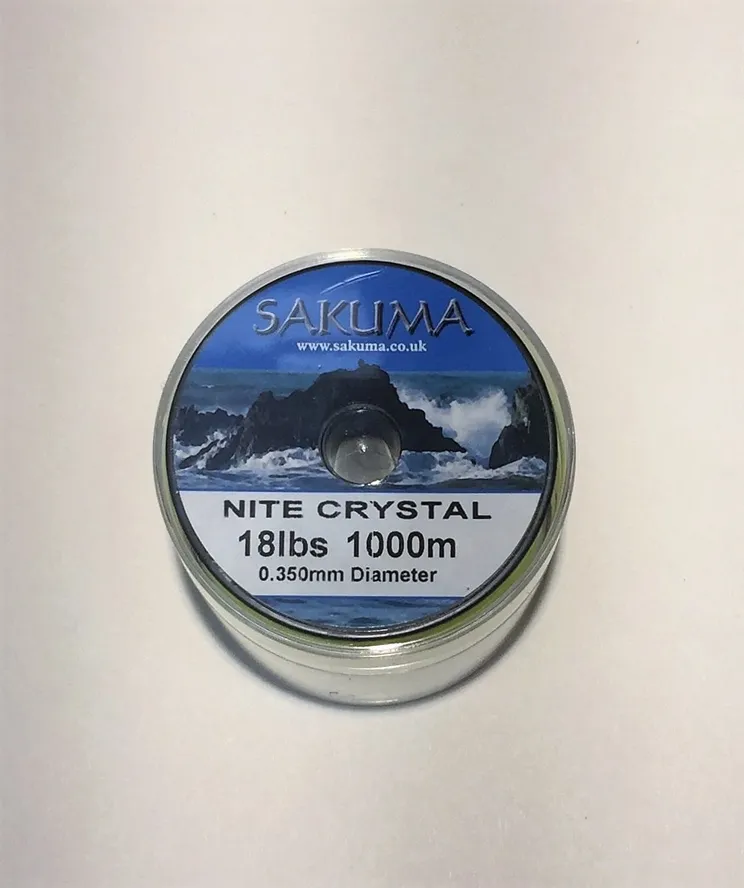 SAKUMA
www.sakuma.co.uk
NITE CRYSTAL
18lbs 1000m
0.350mm Diameter